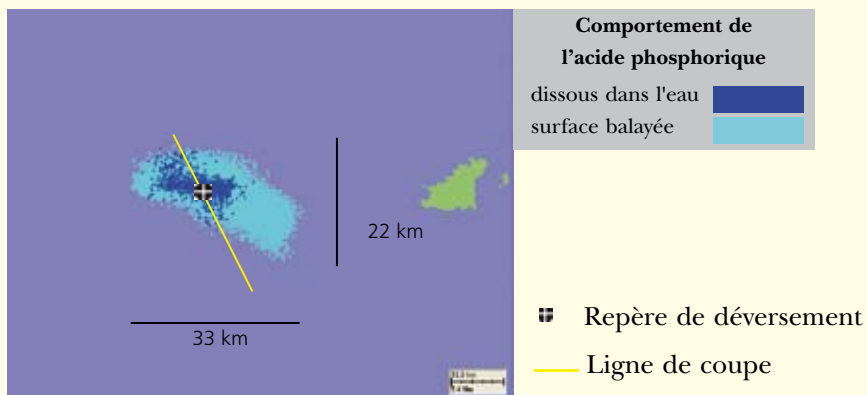 Comportement de
l'acide phosphorique
dissous dans l'eau
surface balayée
22 km
33 km
Repère de déversement
Ligne de coupe